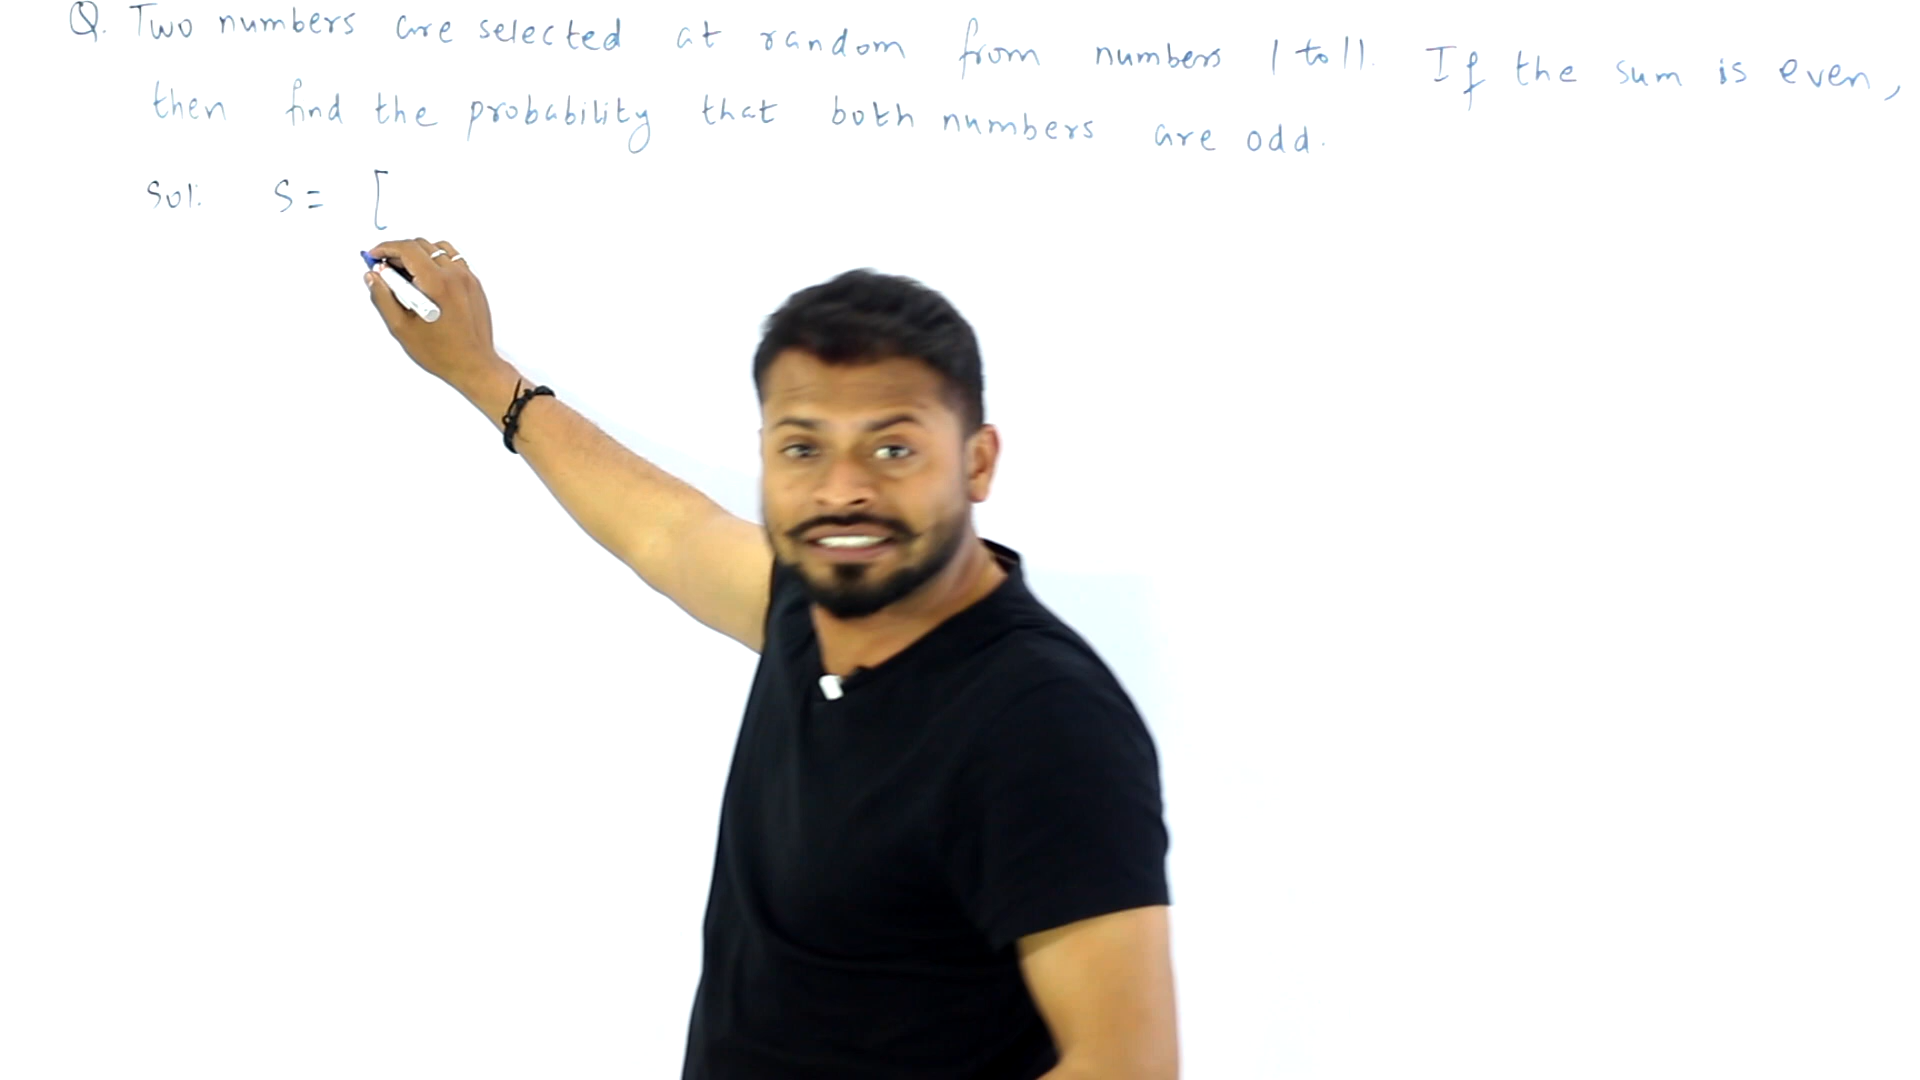 Q. Two numbers are selected at random from numbers 1 to 11. If the sum is even,
then find the probability that both numbers are odd.
Sol: S = [